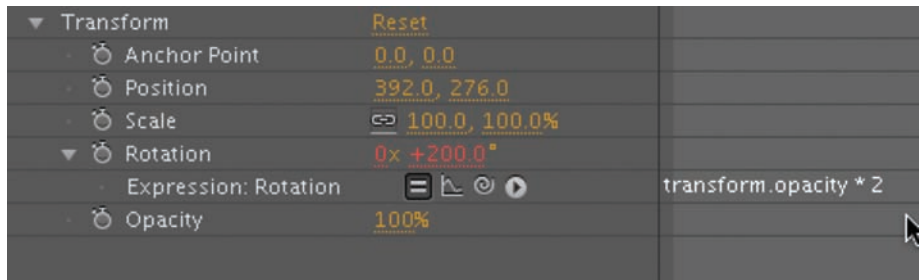 Transform Reset
Anchor Point 0.0, 0.0
Position 392.0, 276.0
Scale 100.0, 100.0%
Rotation 0x +200.0°
Expression: Rotation transform.opacity * 2
Opacity 100%